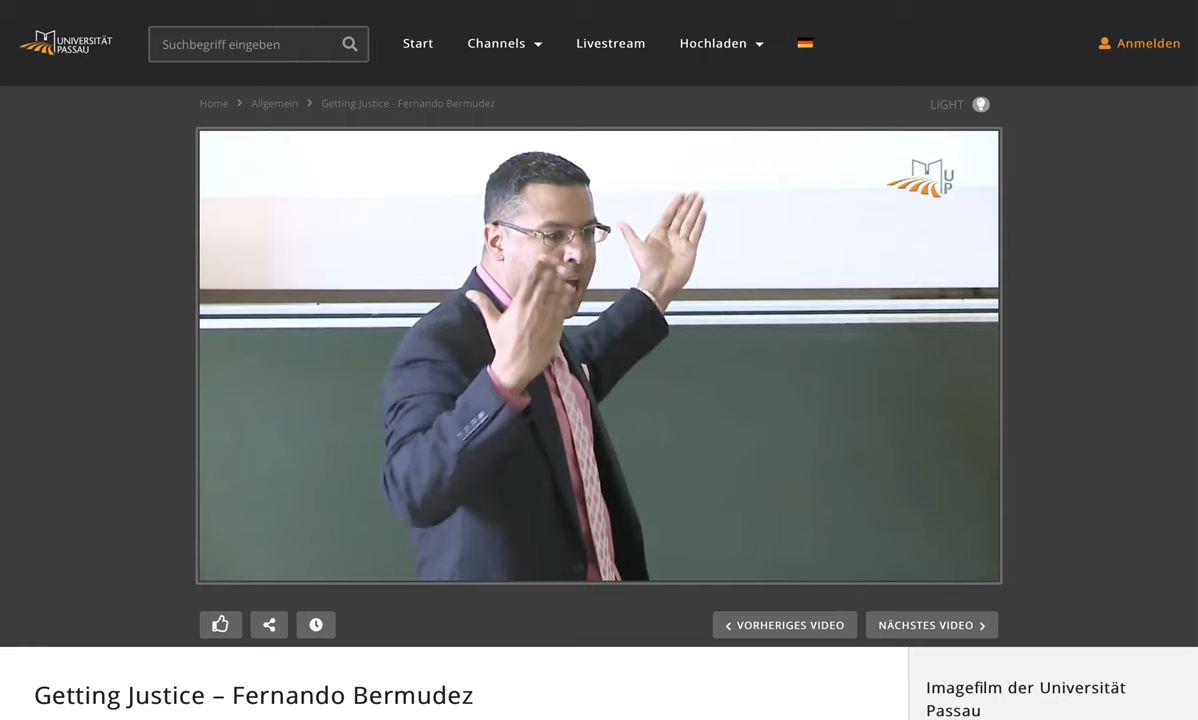 UNIVERSITÄT
PASSAU
Suchbegriff eingeben
Start
Channels
Livestream
Hochladen
Anmelden
Home > Allgemein > Getting Justice - Fernando Bermudez
LIGHT
U
P
< VORHERIGES VIDEO
NÄCHSTES VIDEO >
Getting Justice – Fernando Bermudez
Imagefilm der Universität
Passau